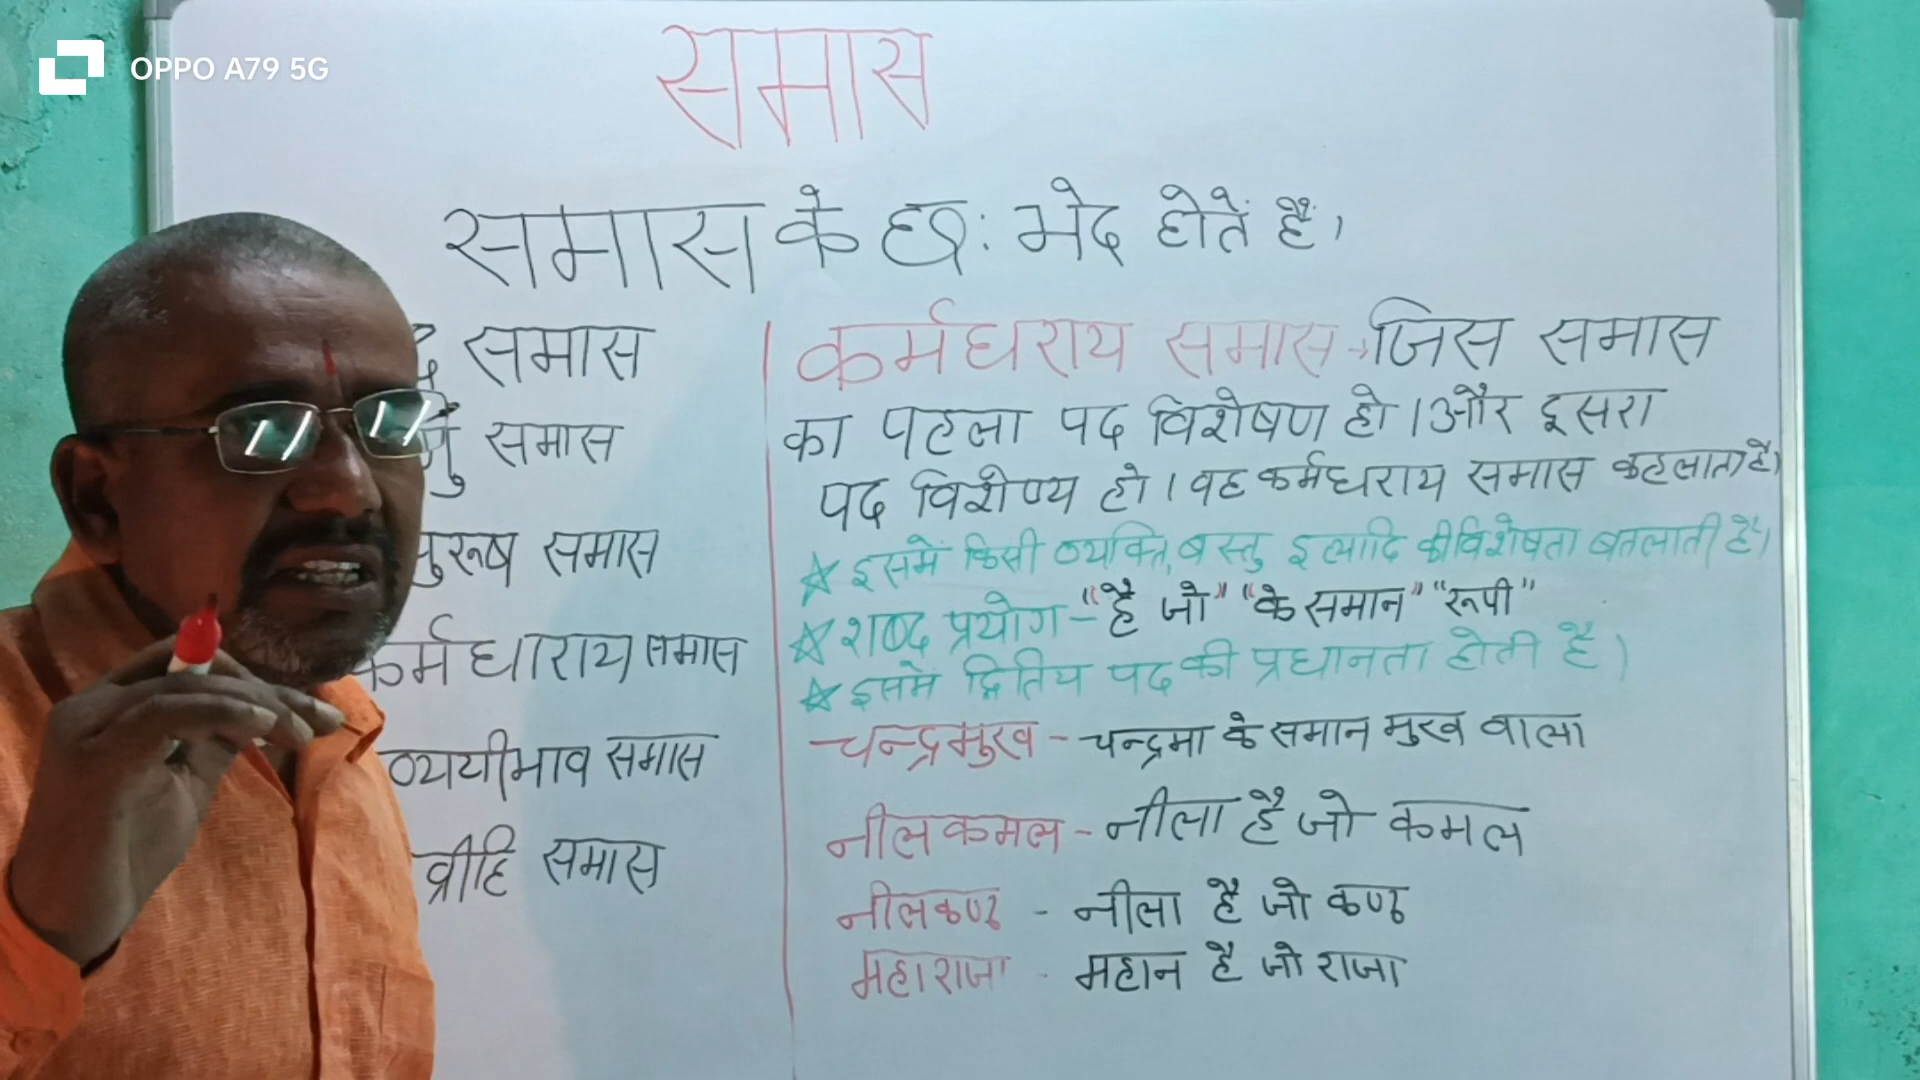 OPPO A79 5G
समास
समास के छः भेद होतें हैं।
समास
समास
पुरूष समास
कर्मधाराय समास
व्ययीभाव समास
व्रीहि समास
कर्मधराय समास - जिस समास
का पहला पद विशेषण हो। और दूसरा
पद विशेष्य हो। वह कर्मधराय समास कहलाता है।
☆ इसमें किसी व्यक्ति, बस्तु इत्यादि की विशेषता बतलाती है।
☆ शब्द प्रयोग - "है जो" "के समान" "रूपी"
☆ इसमें द्वितिय पद की प्रधानता होती है।
चन्द्रमुख - चन्द्रमा के समान मुख वाला
नीलकमल - नीला है जो कमल
नीलकण्ठ - नीला है जो कण्ठ
महाराजा - महान है जो राजा